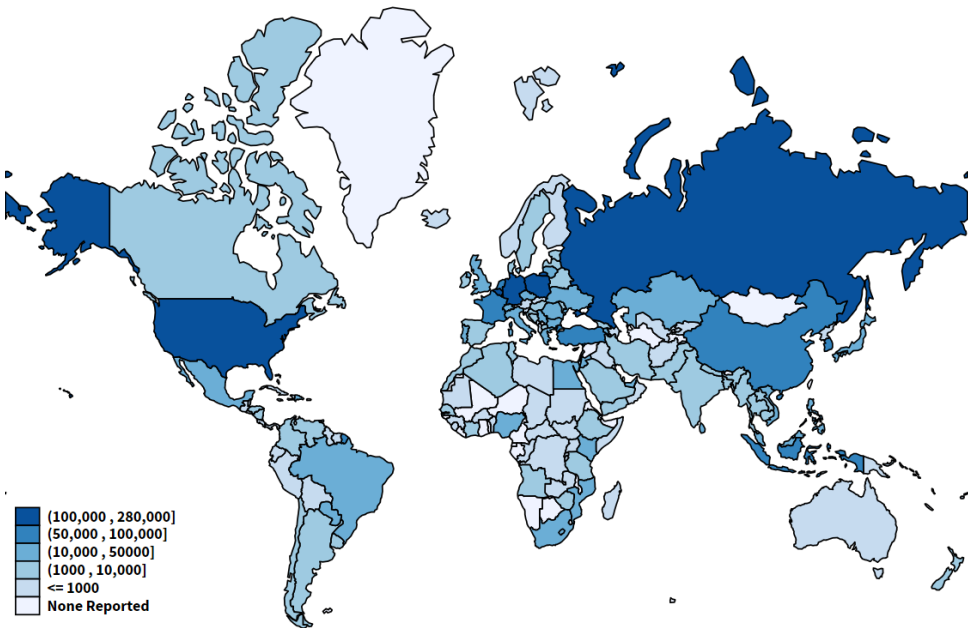 (100,000 , 280,000]
(50,000 , 100,000]
(10,000 , 50000]
(1000 , 10,000]
<= 1000
None Reported